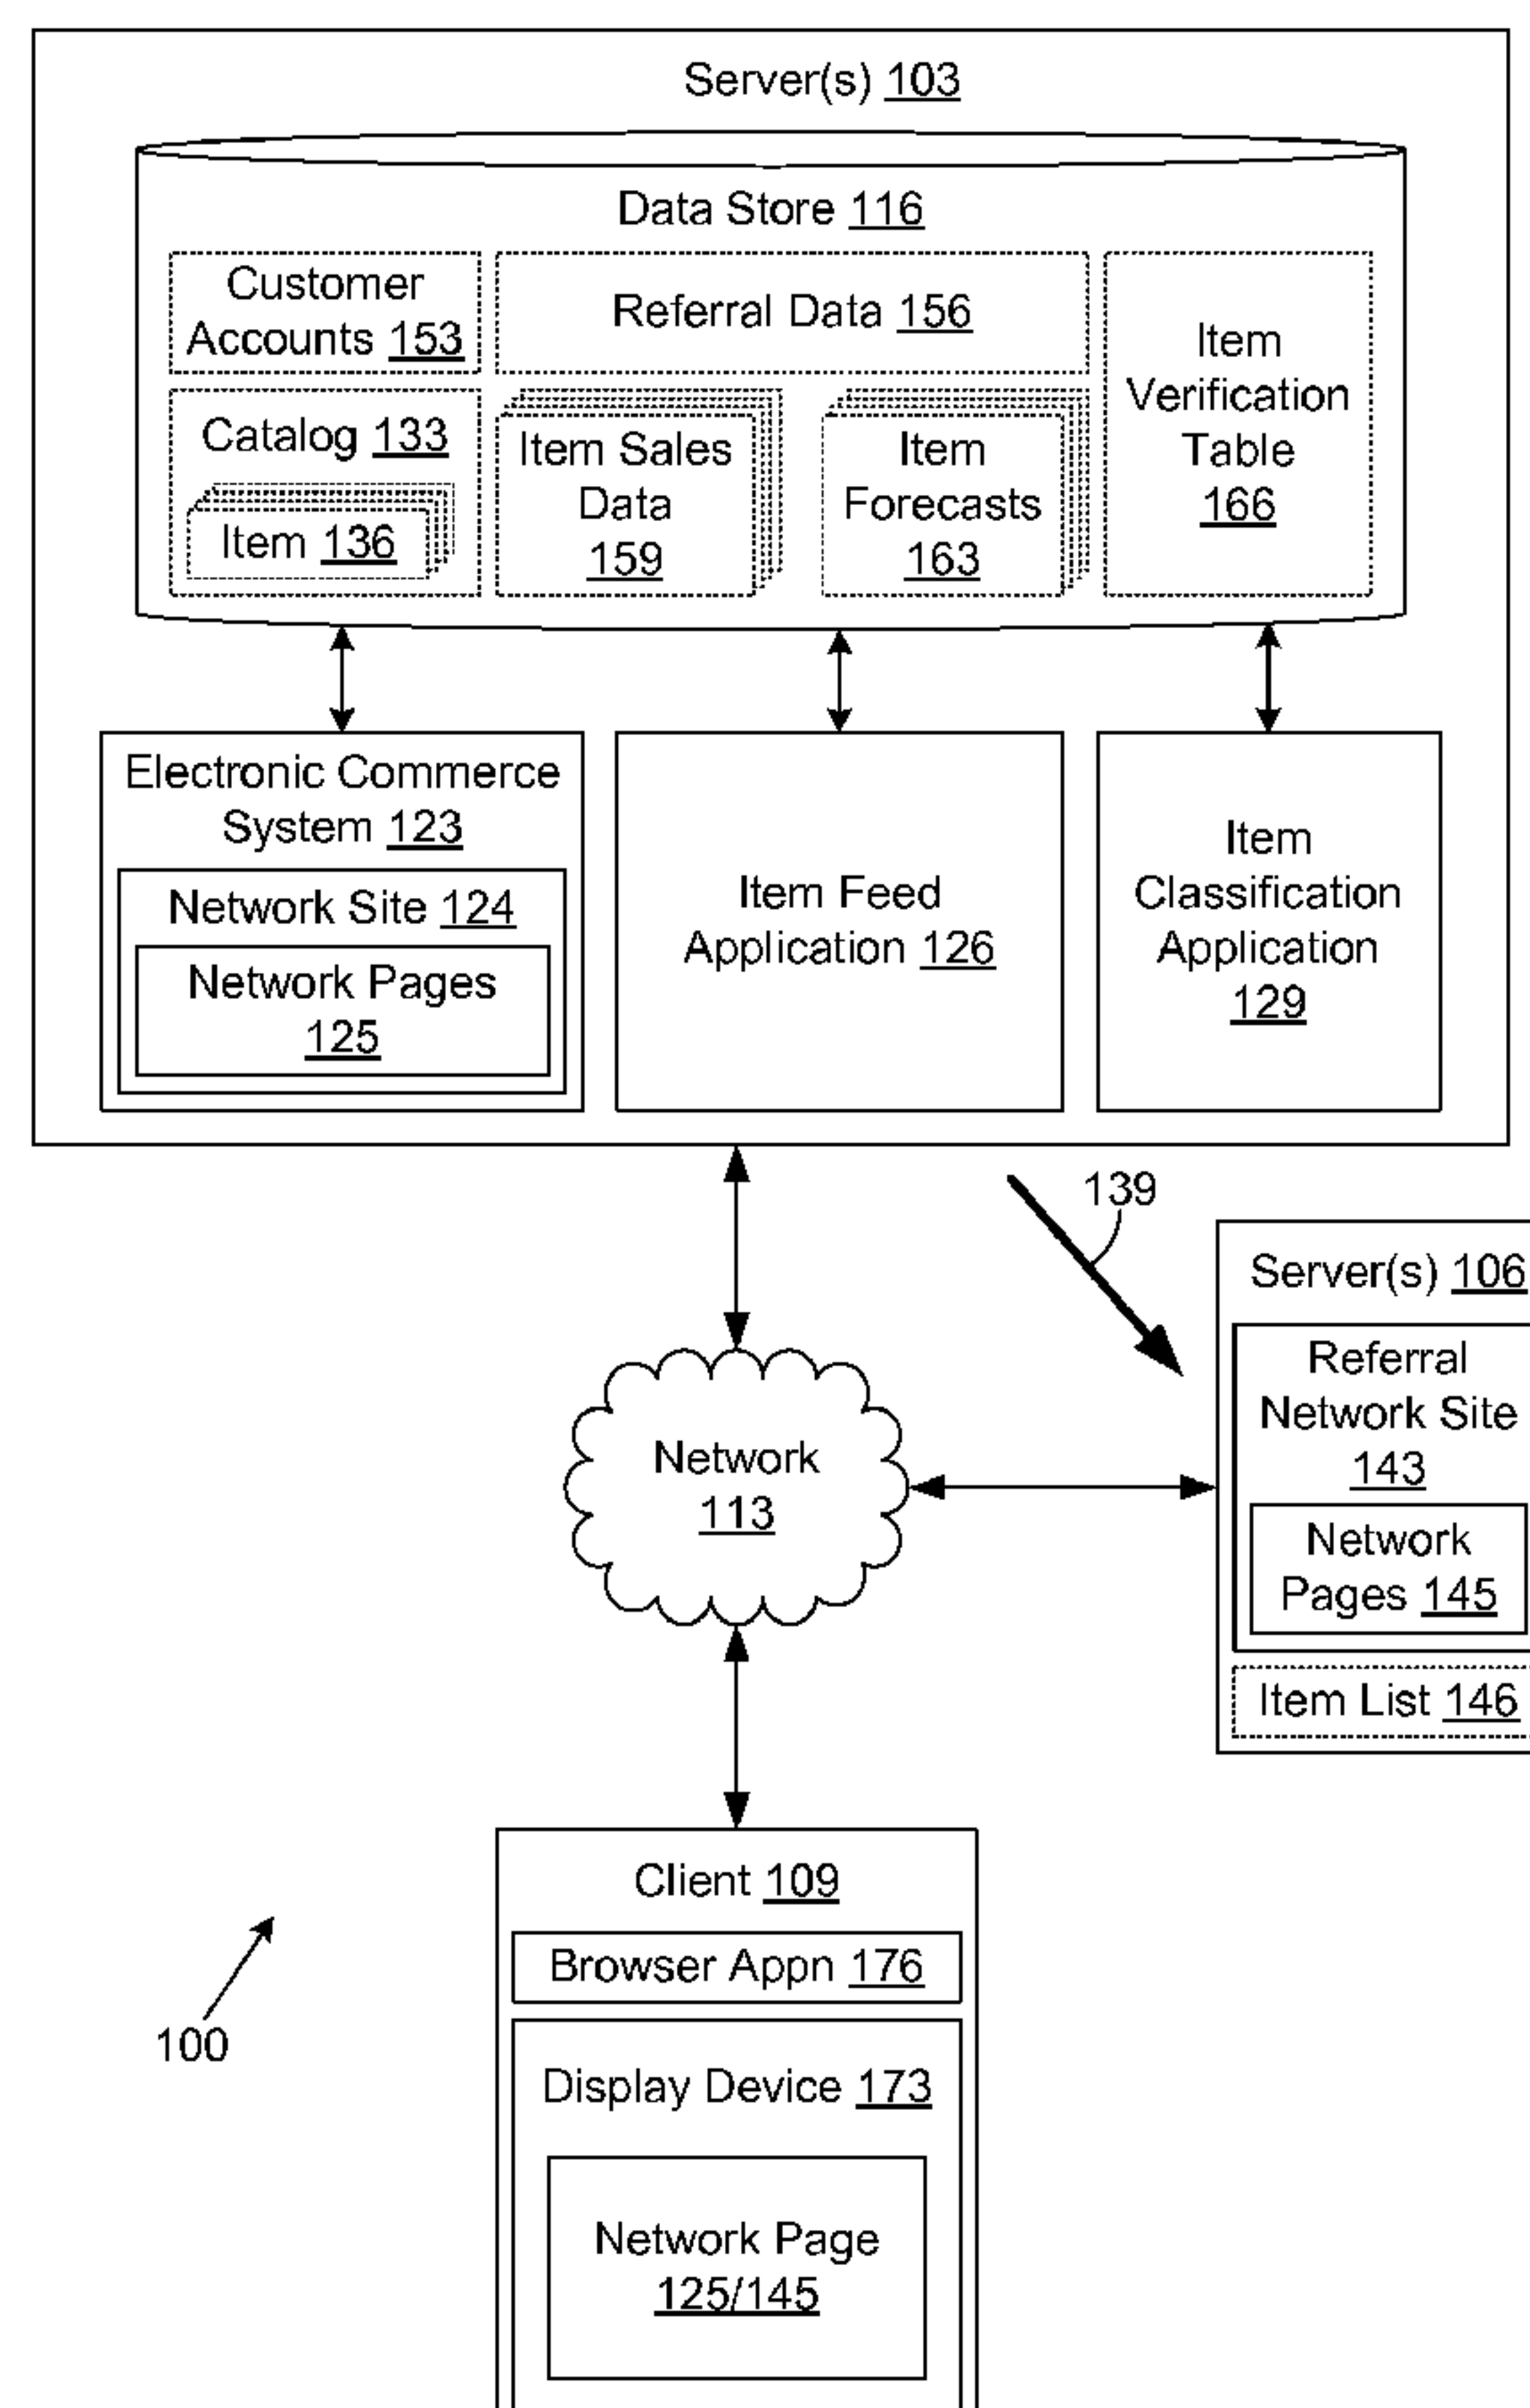 Server(s) 103
Data Store 116
Customer
Accounts 153
Referral Data 156
Item
Verification
Table
166
Catalog 133
Item 136
Item Sales
Data
159
Item
Forecasts
163
Electronic Commerce
System 123
Network Site 124
Network Pages
125
Item Feed
Application 126
Item
Classification
Application
129
139
Server(s) 106
Referral
Network Site
143
Network
Pages 145
Item List 146
Network
113
Client 109
Browser Appn 176
Display Device 173
Network Page
125/145
100